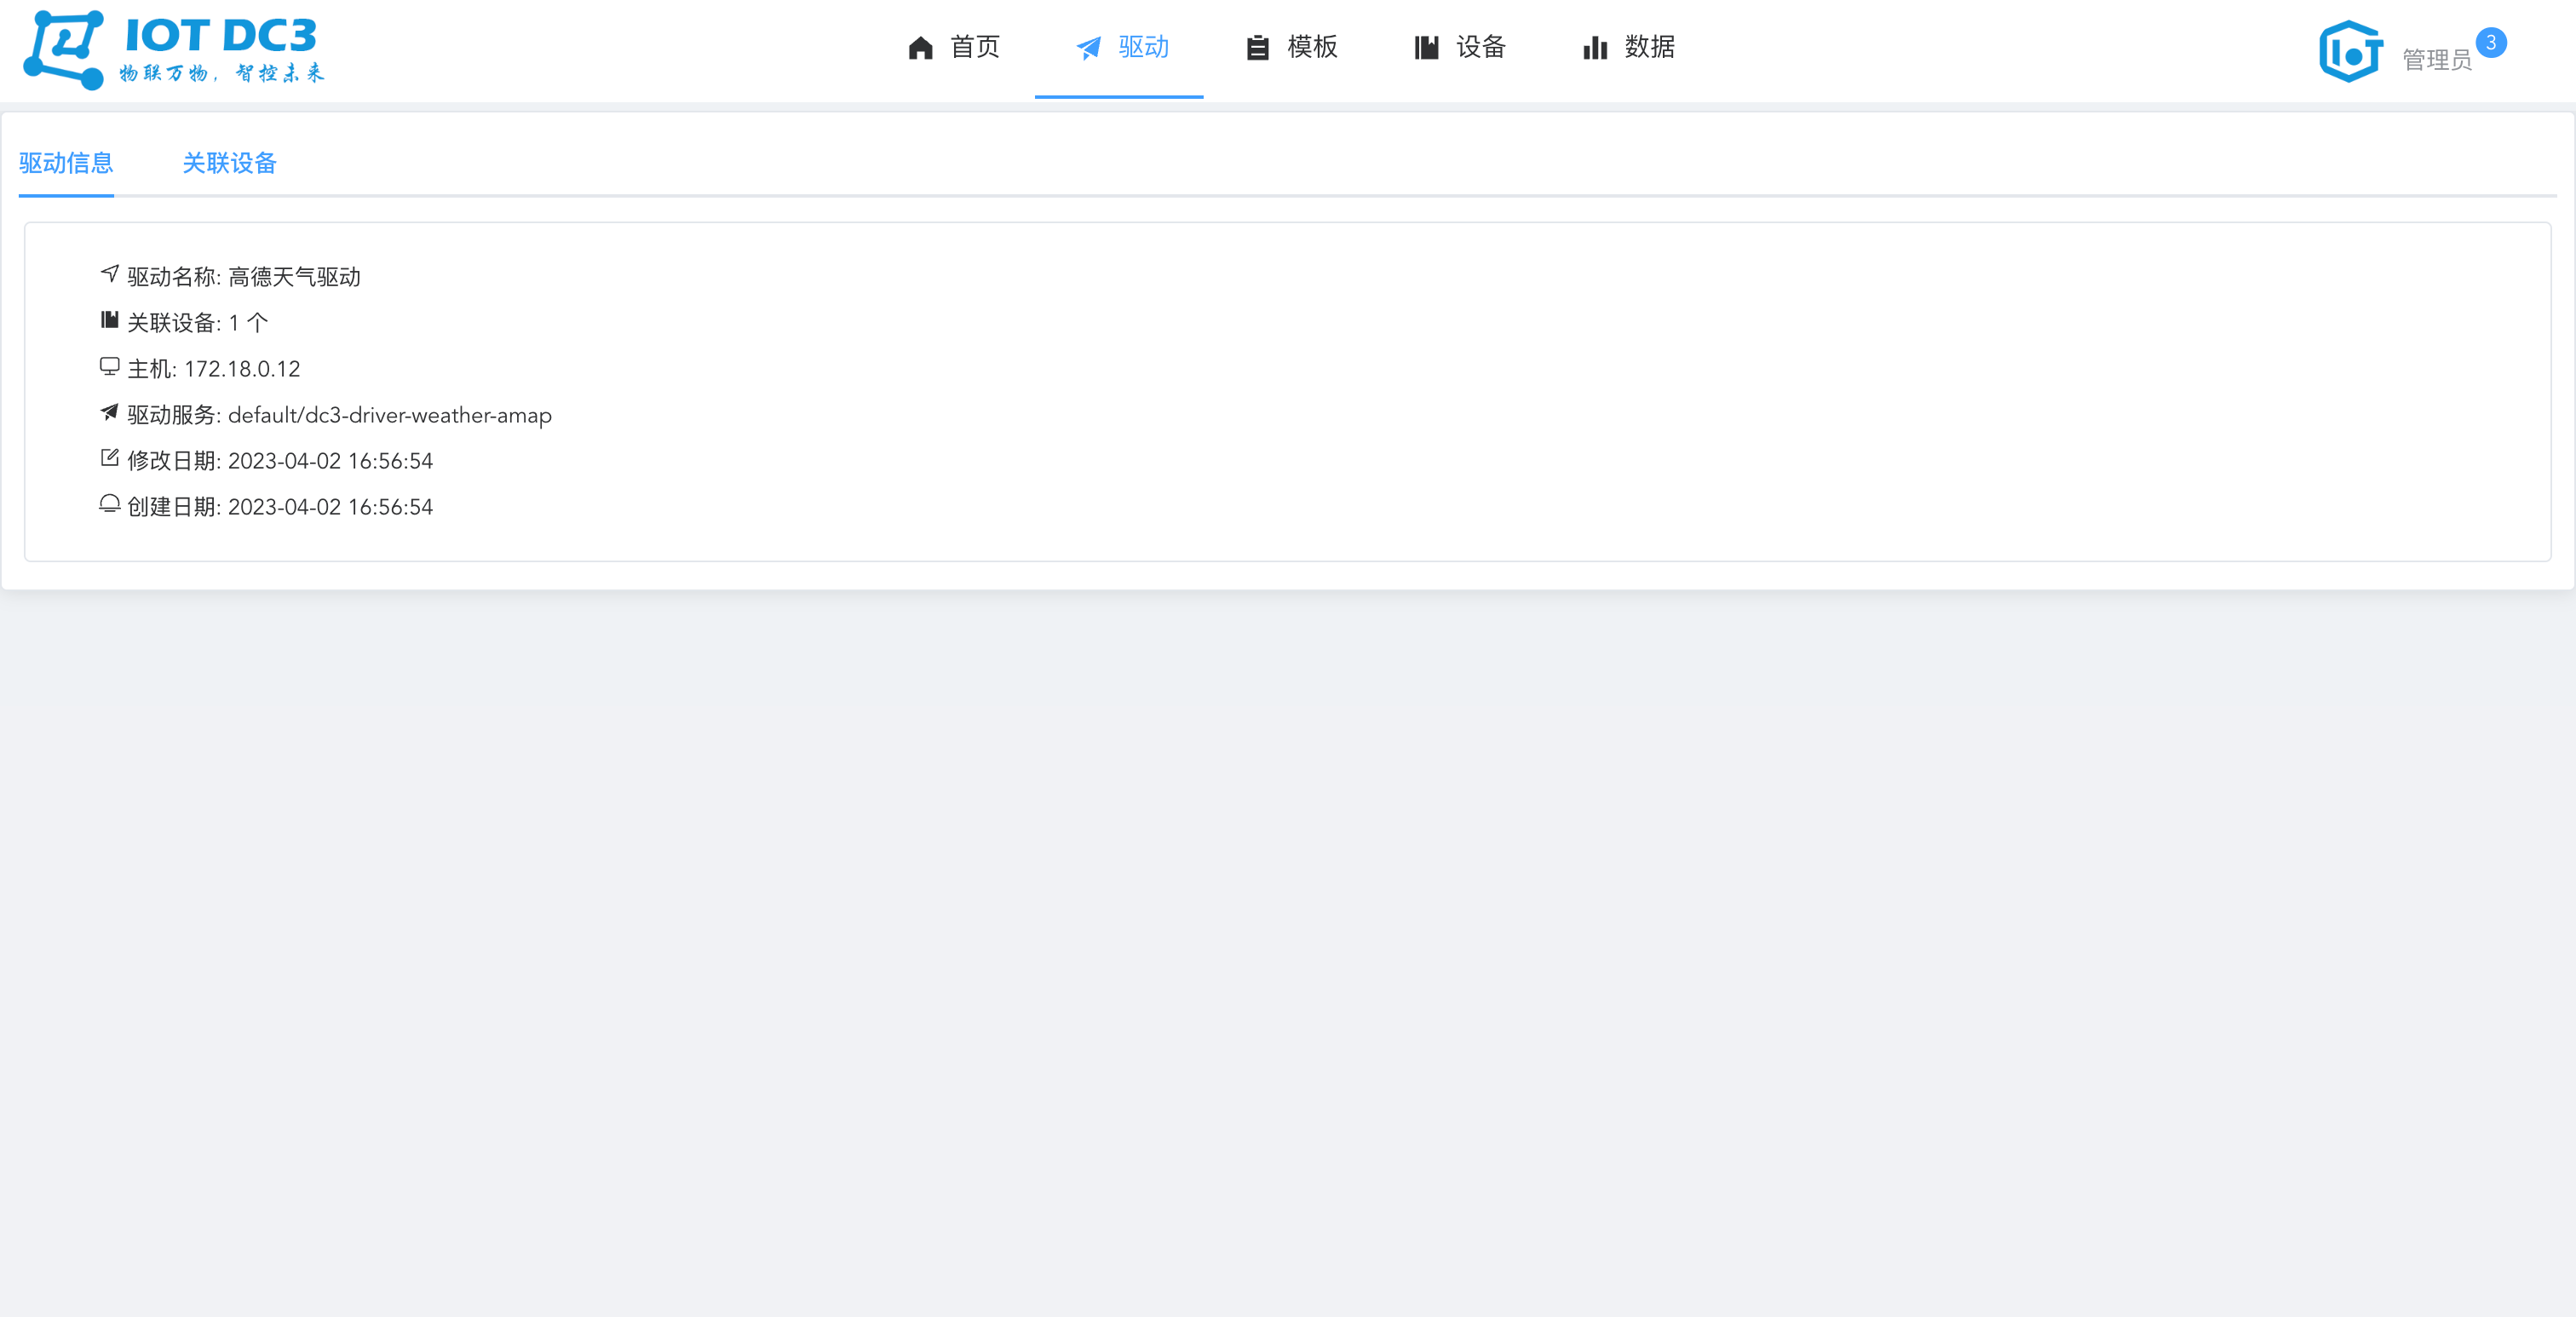 IOT DC3
物联万物，智控未来
首页
驱动
模板
设备
数据
IoT
管理员
3
驱动信息
关联设备
驱动名称: 高德天气驱动
关联设备: 1 个
主机: 172.18.0.12
驱动服务: default/dc3-driver-weather-amap
修改日期: 2023-04-02 16:56:54
创建日期: 2023-04-02 16:56:54